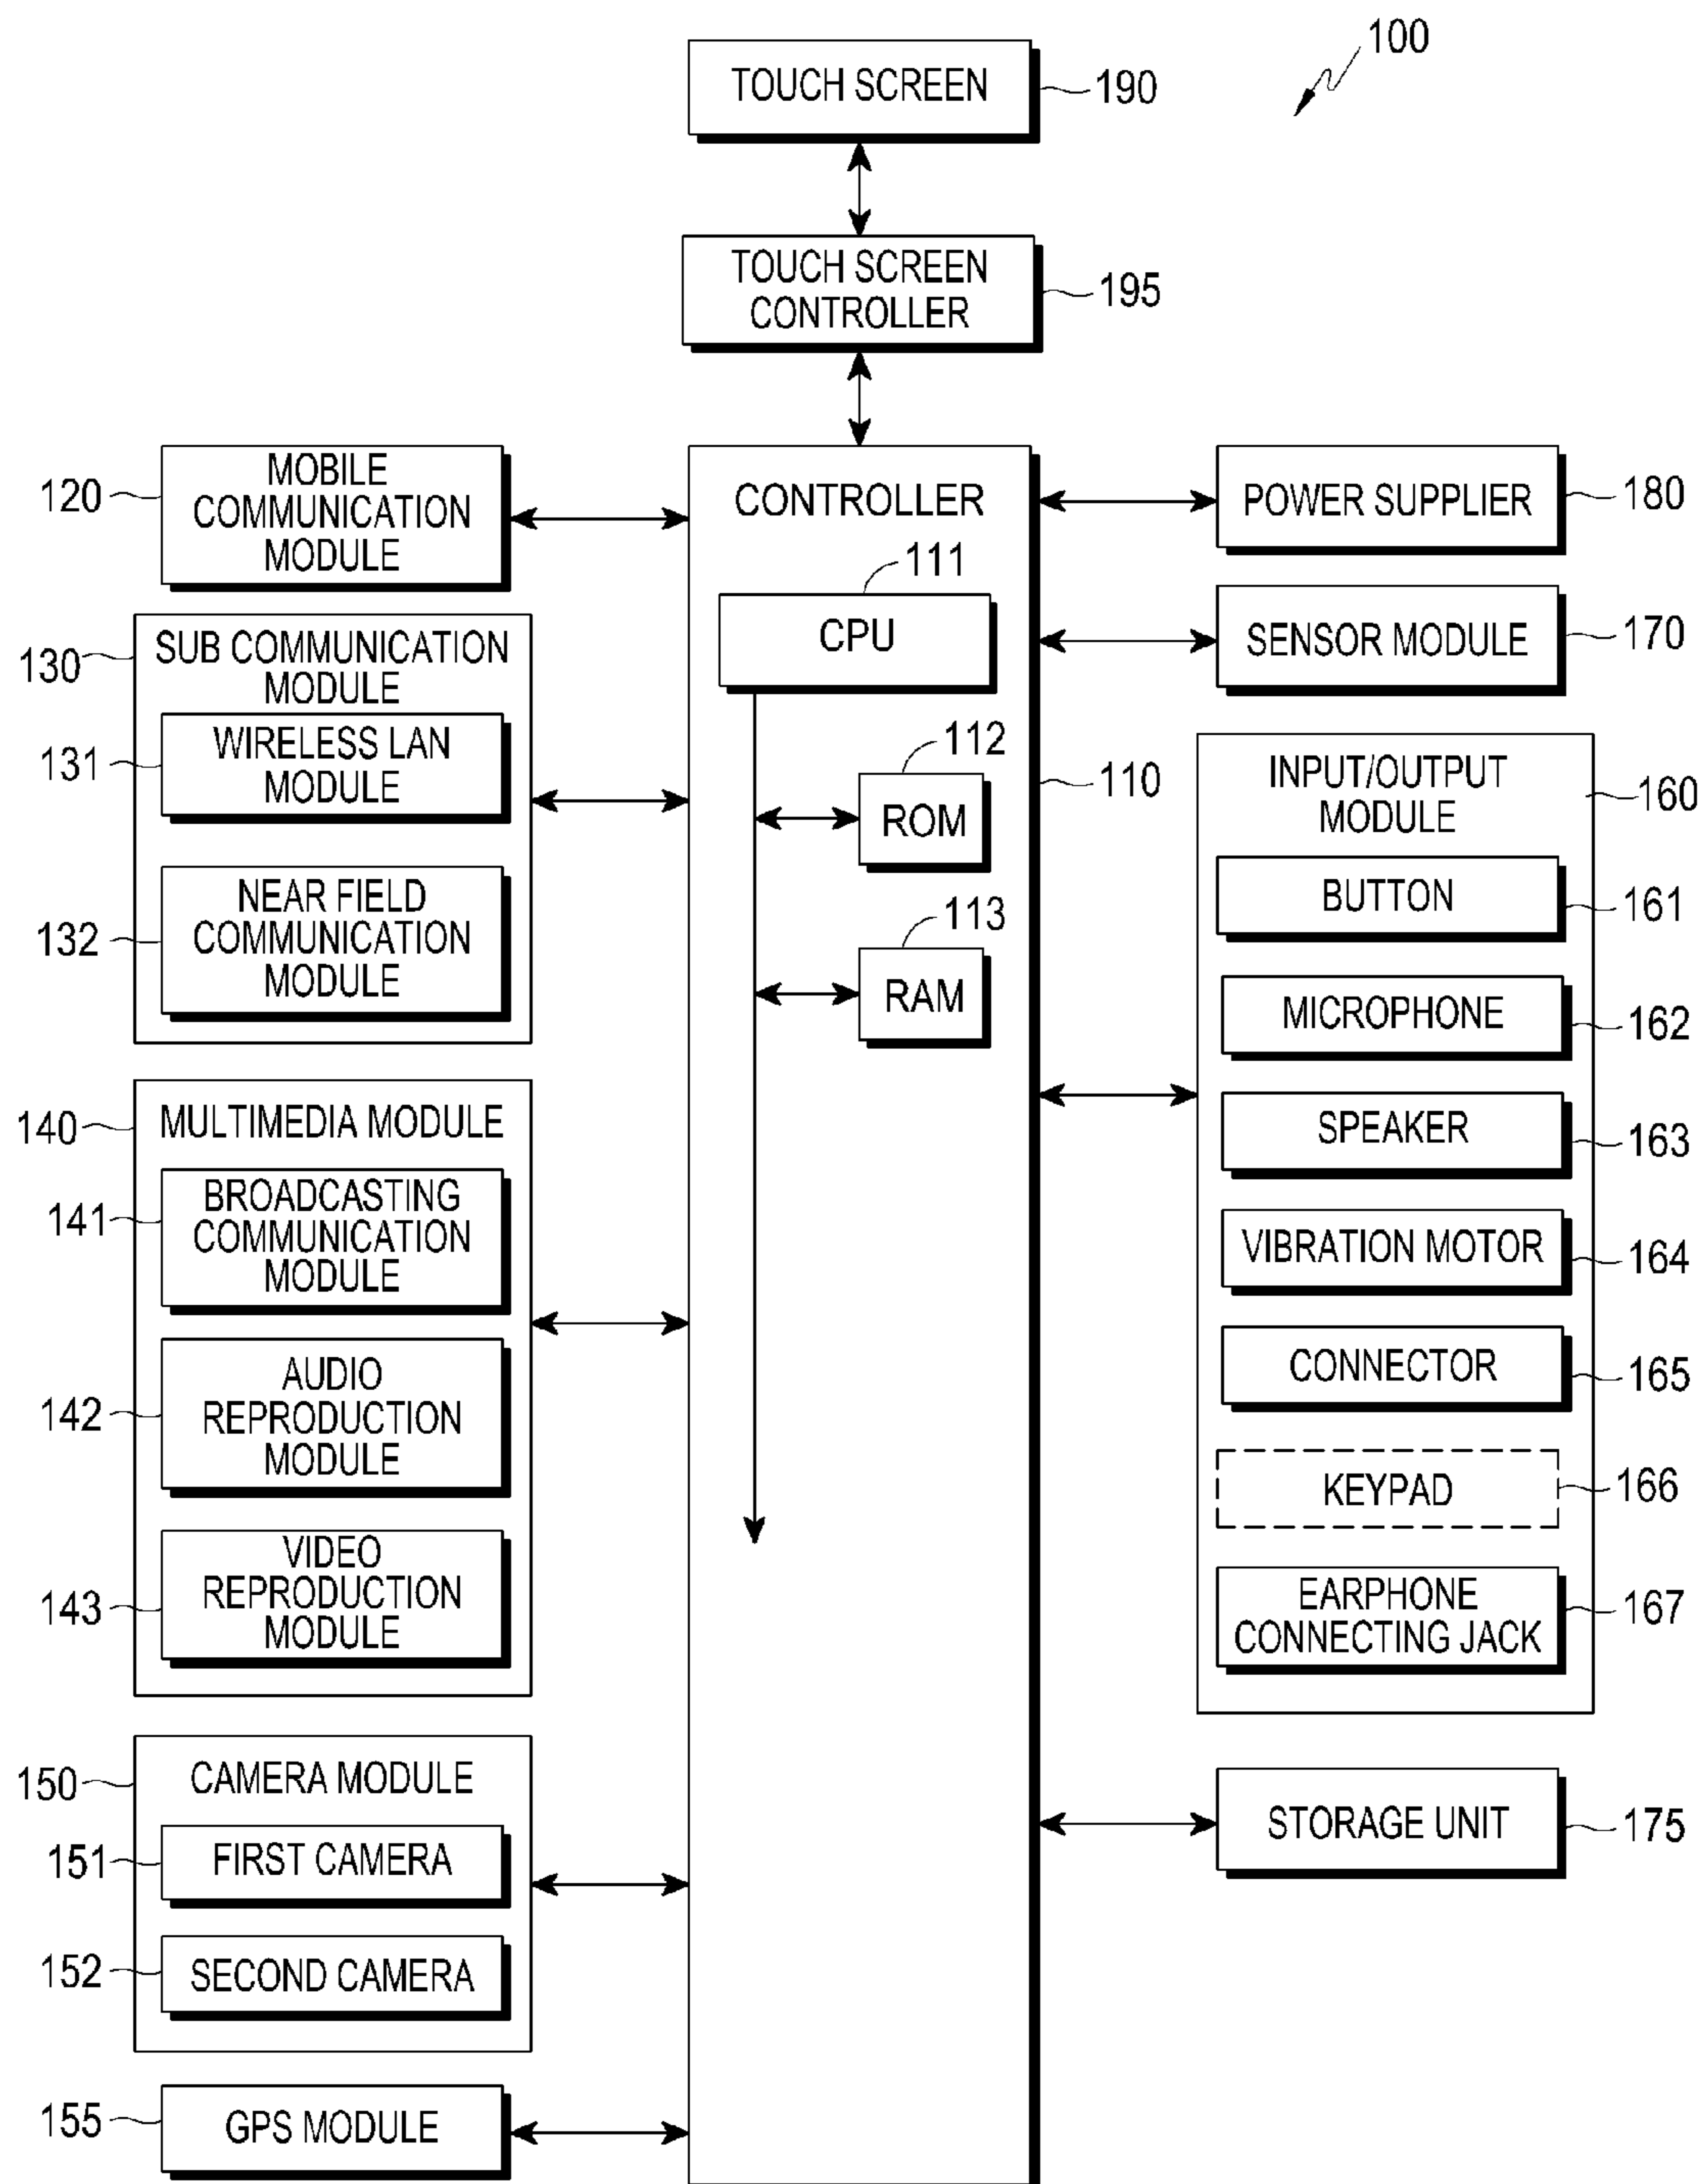 100
TOUCH SCREEN
190
TOUCH SCREEN
CONTROLLER
195
120
MOBILE
COMMUNICATION
MODULE
130
SUB COMMUNICATION
MODULE
131
WIRELESS LAN
MODULE
132
NEAR FIELD
COMMUNICATION
MODULE
140
MULTIMEDIA MODULE
141
BROADCASTING
COMMUNICATION
MODULE
142
AUDIO
REPRODUCTION
MODULE
143
VIDEO
REPRODUCTION
MODULE
150
CAMERA MODULE
151
FIRST CAMERA
152
SECOND CAMERA
155
GPS MODULE
CONTROLLER
111
CPU
112
ROM
113
RAM
110
POWER SUPPLIER
180
SENSOR MODULE
170
INPUT/OUTPUT
MODULE
160
BUTTON
161
MICROPHONE
162
SPEAKER
163
VIBRATION MOTOR
164
CONNECTOR
165
KEYPAD
166
EARPHONE
CONNECTING JACK
167
STORAGE UNIT
175